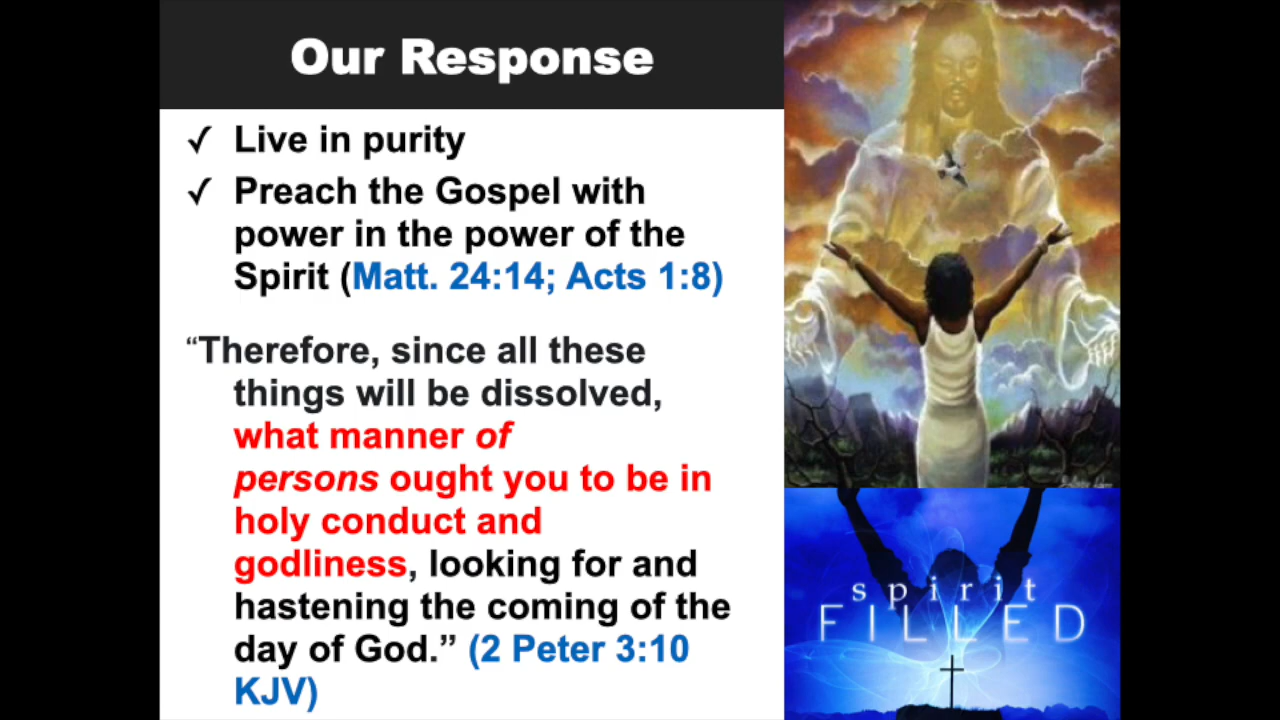 Our Response
✓ Live in purity
✓ Preach the Gospel with
power in the power of the
Spirit (Matt. 24:14; Acts 1:8)
“Therefore, since all these
things will be dissolved,
what manner of
persons ought you to be in
holy conduct and
godliness, looking for and
hastening the coming of the
day of God.” (2 Peter 3:10
KJV)
spirit
FILLED